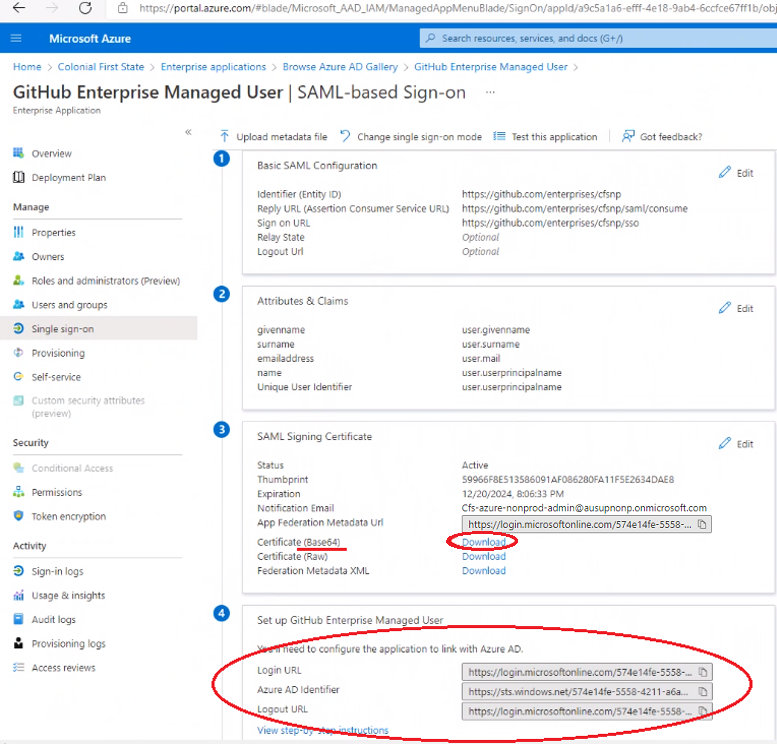 https://portal.azure.com/#blade/Microsoft_AAD_IAM/ManagedAppMenuBlade/SignOn/appId/a9c5a1a6-efff-4e18-9ab4-6ccfce67ff1b/obj
Microsoft Azure
Search resources, services, and docs (G+/)
Home > Colonial First State > Enterprise applications > Browse Azure AD Gallery > GitHub Enterprise Managed User >
GitHub Enterprise Managed User | SAML-based Sign-on ...
Enterprise Application
«
Overview
Deployment Plan
Manage
Properties
Owners
Roles and administrators (Preview)
Users and groups
Single sign-on
Provisioning
Self-service
Custom security attributes
(preview)
Security
Conditional Access
Permissions
Token encryption
Activity
Sign-in logs
Usage & insights
Audit logs
Provisioning logs
Access reviews
Upload metadata file Change single sign-on mode Test this application Got feedback?
1
Basic SAML Configuration
Edit
Identifier (Entity ID) https://github.com/enterprises/cfsnp
Reply URL (Assertion Consumer Service URL) https://github.com/enterprises/cfsnp/saml/consume
Sign on URL https://github.com/enterprises/cfsnp/sso
Relay State Optional
Logout Url Optional
2
Attributes & Claims
Edit
givenname user.givenname
surname user.surname
emailaddress user.mail
name user.userprincipalname
Unique User Identifier user.userprincipalname
3
SAML Signing Certificate
Edit
Status Active
Thumbprint 59966F8E513586091AF086280FA11F5E2634DAE8
Expiration 12/20/2024, 8:06:33 PM
Notification Email Cfs-azure-nonprod-admin@ausupnonp.onmicrosoft.com
App Federation Metadata Url https://login.microsoftonline.com/574e14fe-5558-...
Certificate (Base64) Download
Certificate (Raw) Download
Federation Metadata XML Download
4
Set up GitHub Enterprise Managed User
You'll need to configure the application to link with Azure AD.
Login URL https://login.microsoftonline.com/574e14fe-5558-...
Azure AD Identifier https://sts.windows.net/574e14fe-5558-4211-a6a...
Logout URL https://login.microsoftonline.com/574e14fe-5558-...
View step-by-step instructions